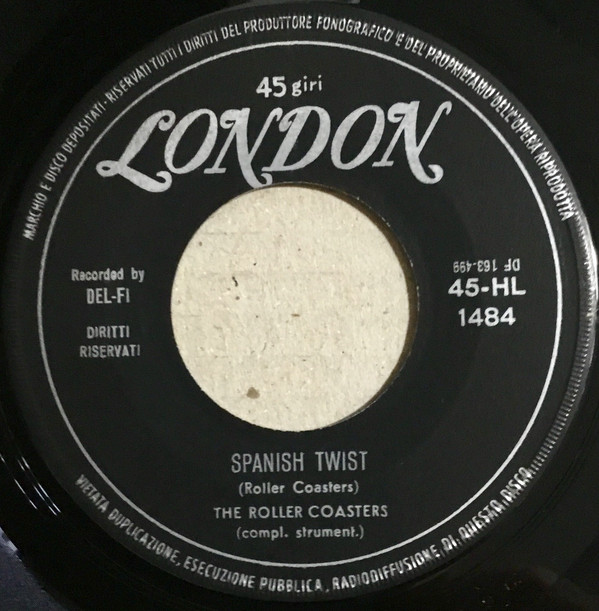 MARCHIO E DISCO DEPOSITATI - RISERVATI TUTTI I DIRITTI DEL PRODUTTORE FONOGRAFICO E DEL PROPRIETARIO DELL'OPERA RIPRODOTTA
45 giri
LONDON
Recorded by
DEL-FI
DIRITTI
RISERVATI
DF 163-499
45-HL
1484
SPANISH TWIST
(Roller Coasters)
THE ROLLER COASTERS
(compl. strument.)
VIETATA DUPLICAZIONE, ESECUZIONE PUBBLICA, RADIODIFFUSIONE DI QUESTO DISCO